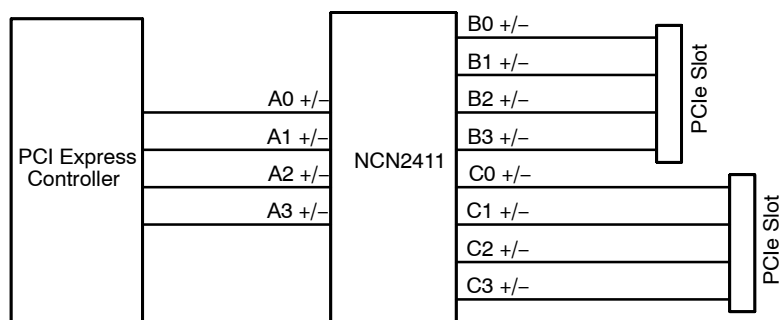 PCI Express
Controller
A0 +/−
A1 +/−
A2 +/−
A3 +/−
NCN2411
B0 +/−
B1 +/−
B2 +/−
B3 +/−
C0 +/−
C1 +/−
C2 +/−
C3 +/−
PCIe Slot
PCIe Slot